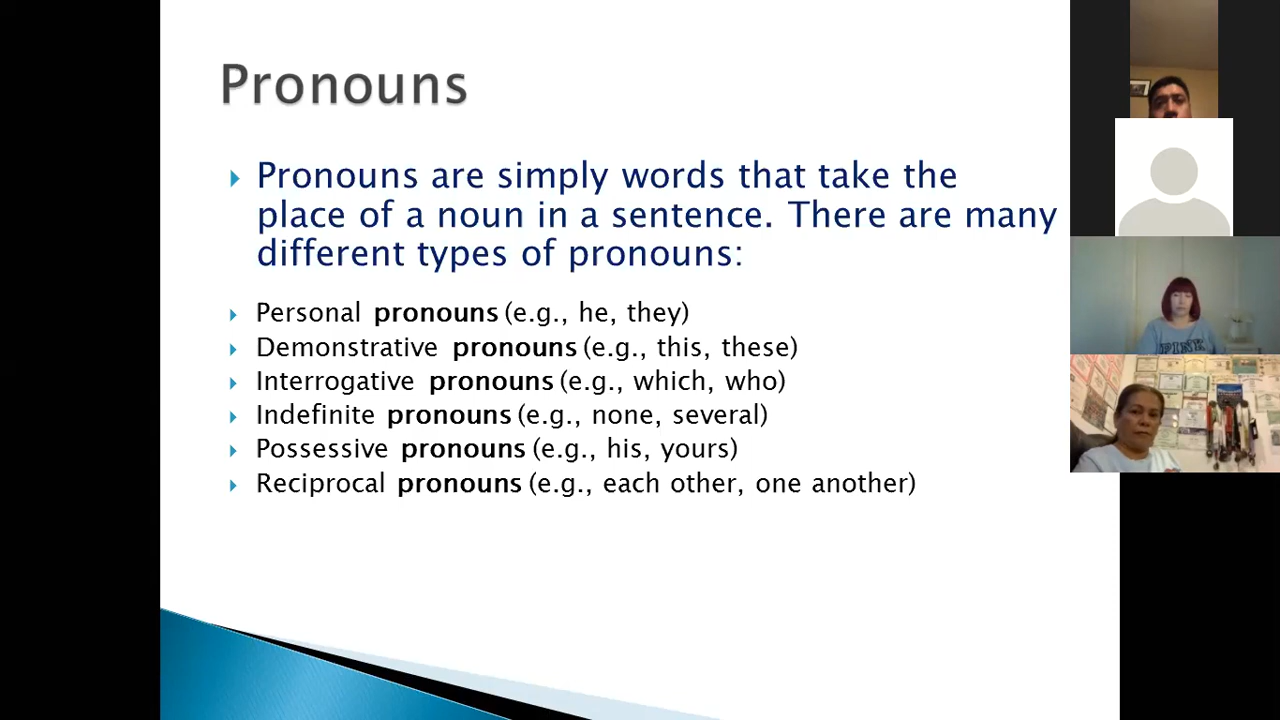 Pronouns
Pronouns are simply words that take the
place of a noun in a sentence. There are many
different types of pronouns:
Personal pronouns (e.g., he, they)
Demonstrative pronouns (e.g., this, these)
Interrogative pronouns (e.g., which, who)
Indefinite pronouns (e.g., none, several)
Possessive pronouns (e.g., his, yours)
Reciprocal pronouns (e.g., each other, one another)
PINK